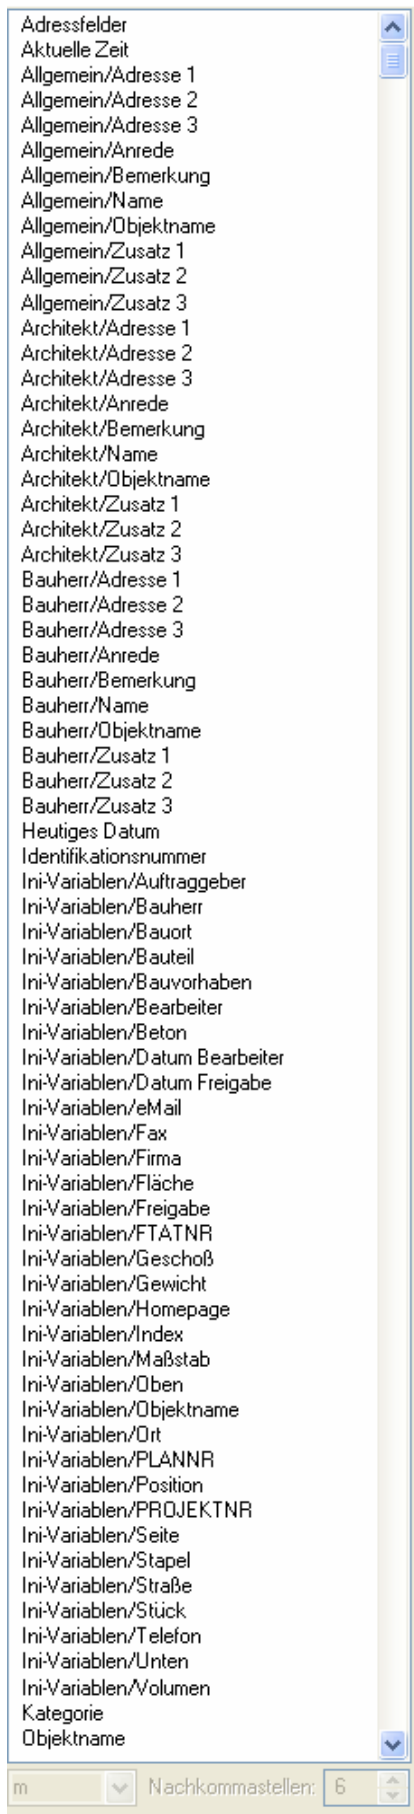 Adressfelder
Aktuelle Zeit
Allgemein/Adresse 1
Allgemein/Adresse 2
Allgemein/Adresse 3
Allgemein/Anrede
Allgemein/Bemerkung
Allgemein/Name
Allgemein/Objektname
Allgemein/Zusatz 1
Allgemein/Zusatz 2
Allgemein/Zusatz 3
Architekt/Adresse 1
Architekt/Adresse 2
Architekt/Adresse 3
Architekt/Anrede
Architekt/Bemerkung
Architekt/Name
Architekt/Objektname
Architekt/Zusatz 1
Architekt/Zusatz 2
Architekt/Zusatz 3
Bauherr/Adresse 1
Bauherr/Adresse 2
Bauherr/Adresse 3
Bauherr/Anrede
Bauherr/Bemerkung
Bauherr/Name
Bauherr/Objektname
Bauherr/Zusatz 1
Bauherr/Zusatz 2
Bauherr/Zusatz 3
Heutiges Datum
Identifikationsnummer
Ini-Variablen/Auftraggeber
Ini-Variablen/Bauherr
Ini-Variablen/Bauort
Ini-Variablen/Bauteil
Ini-Variablen/Bauvorhaben
Ini-Variablen/Bearbeiter
Ini-Variablen/Beton
Ini-Variablen/Datum Bearbeiter
Ini-Variablen/Datum Freigabe
Ini-Variablen/eMail
Ini-Variablen/Fax
Ini-Variablen/Firma
Ini-Variablen/Fläche
Ini-Variablen/Freigabe
Ini-Variablen/FTATNR
Ini-Variablen/Geschoß
Ini-Variablen/Gewicht
Ini-Variablen/Homepage
Ini-Variablen/Index
Ini-Variablen/Maßstab
Ini-Variablen/Oben
Ini-Variablen/Objektname
Ini-Variablen/Ort
Ini-Variablen/PLANNR
Ini-Variablen/Position
Ini-Variablen/PROJEKTNR
Ini-Variablen/Seite
Ini-Variablen/Stapel
Ini-Variablen/Straße
Ini-Variablen/Stück
Ini-Variablen/Telefon
Ini-Variablen/Unten
Ini-Variablen/Volumen
Kategorie
Objektname
m Nachkommastellen: 6